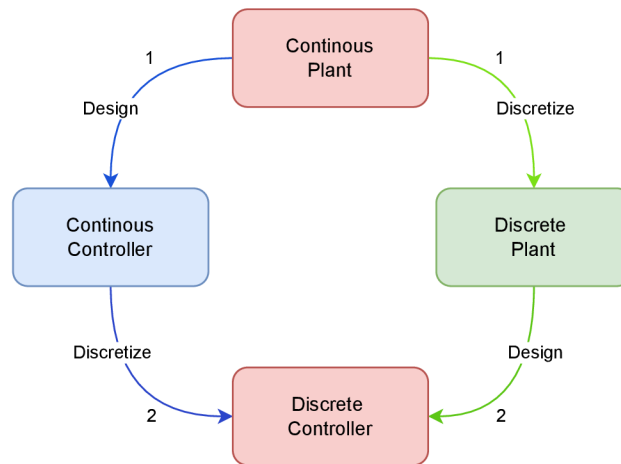 Continous
Plant
1
1
Design
Discretize
Continous
Controller
Discrete
Plant
Discretize
Design
Discrete
Controller
2
2